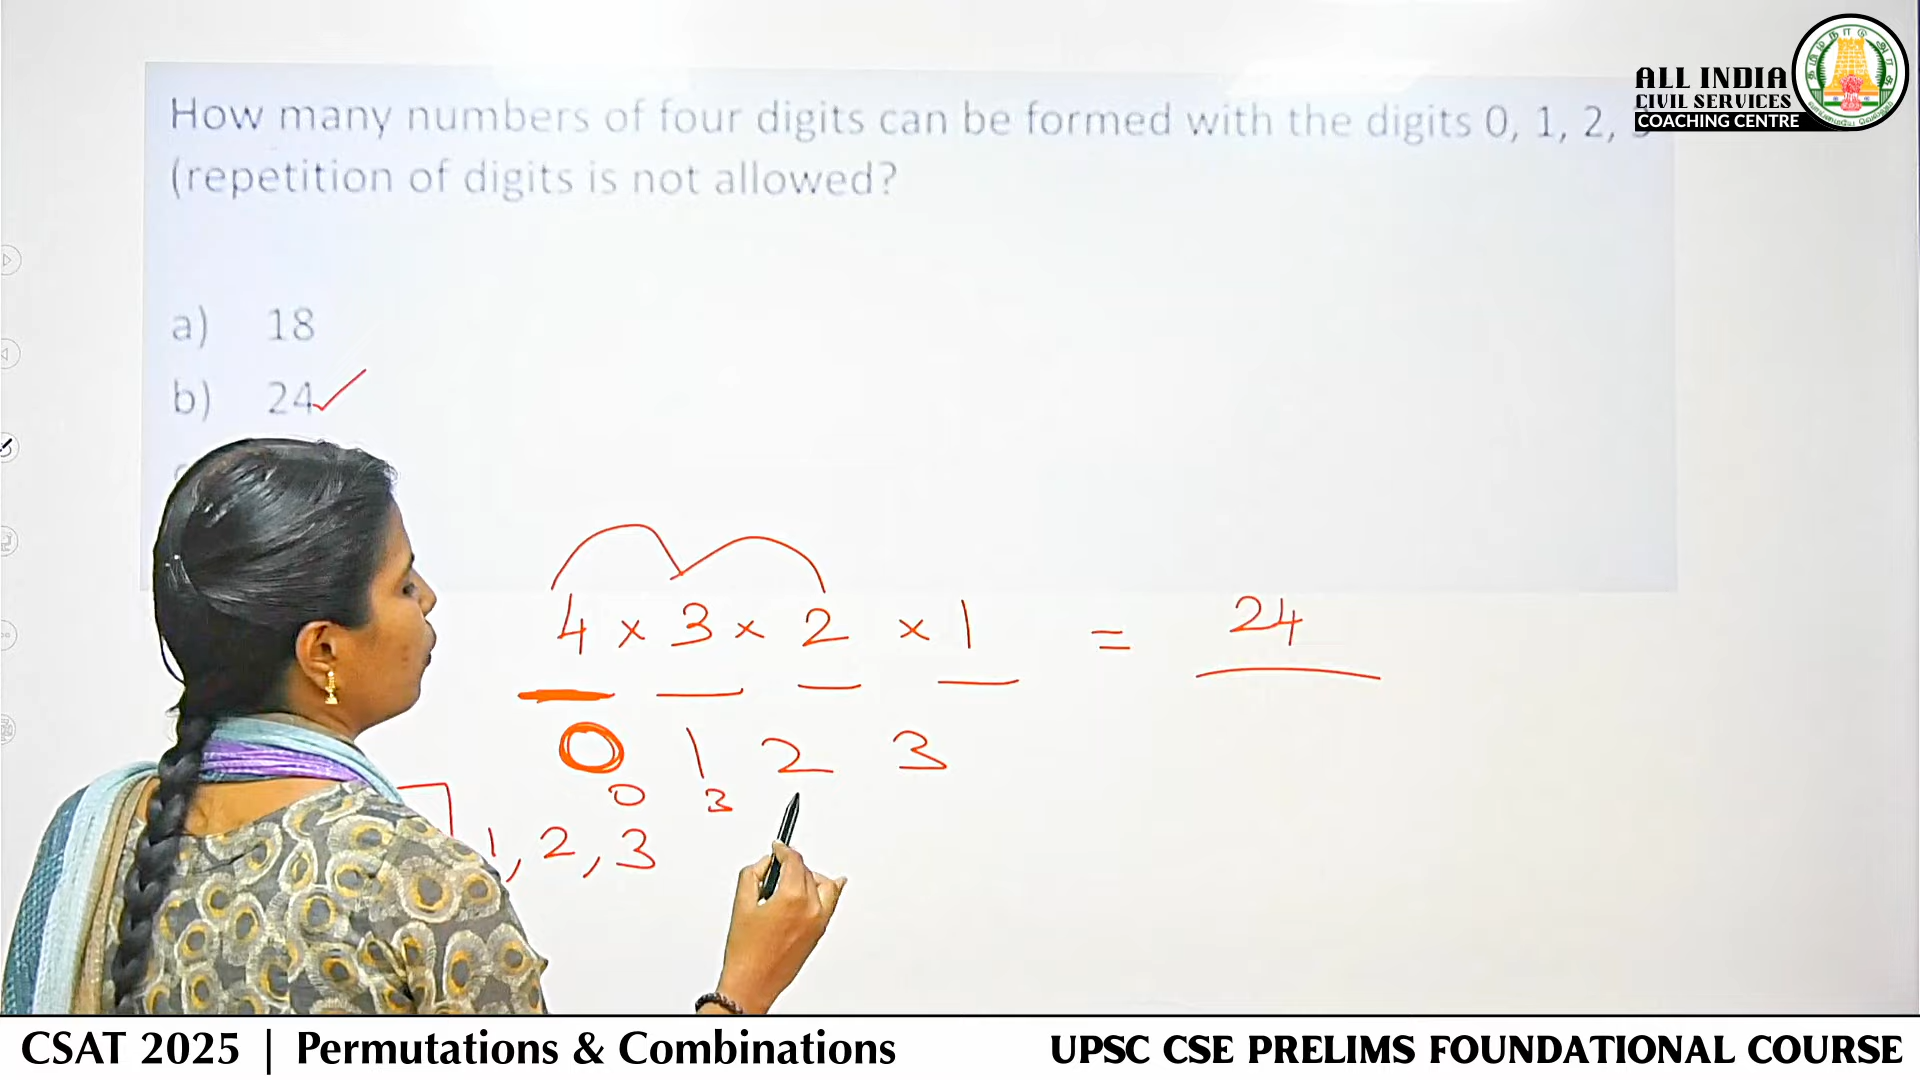 ALL INDIA
CIVIL SERVICES
COACHING CENTRE
How many numbers of four digits can be formed with the digits 0, 1, 2,
(repetition of digits is not allowed?
a) 18
b) 24 ✓
4 × 3 × 2 × 1 = 24
0 1 2 3
0 3
1, 2, 3
CSAT 2025 | Permutations & Combinations
UPSC CSE PRELIMS FOUNDATIONAL COURSE